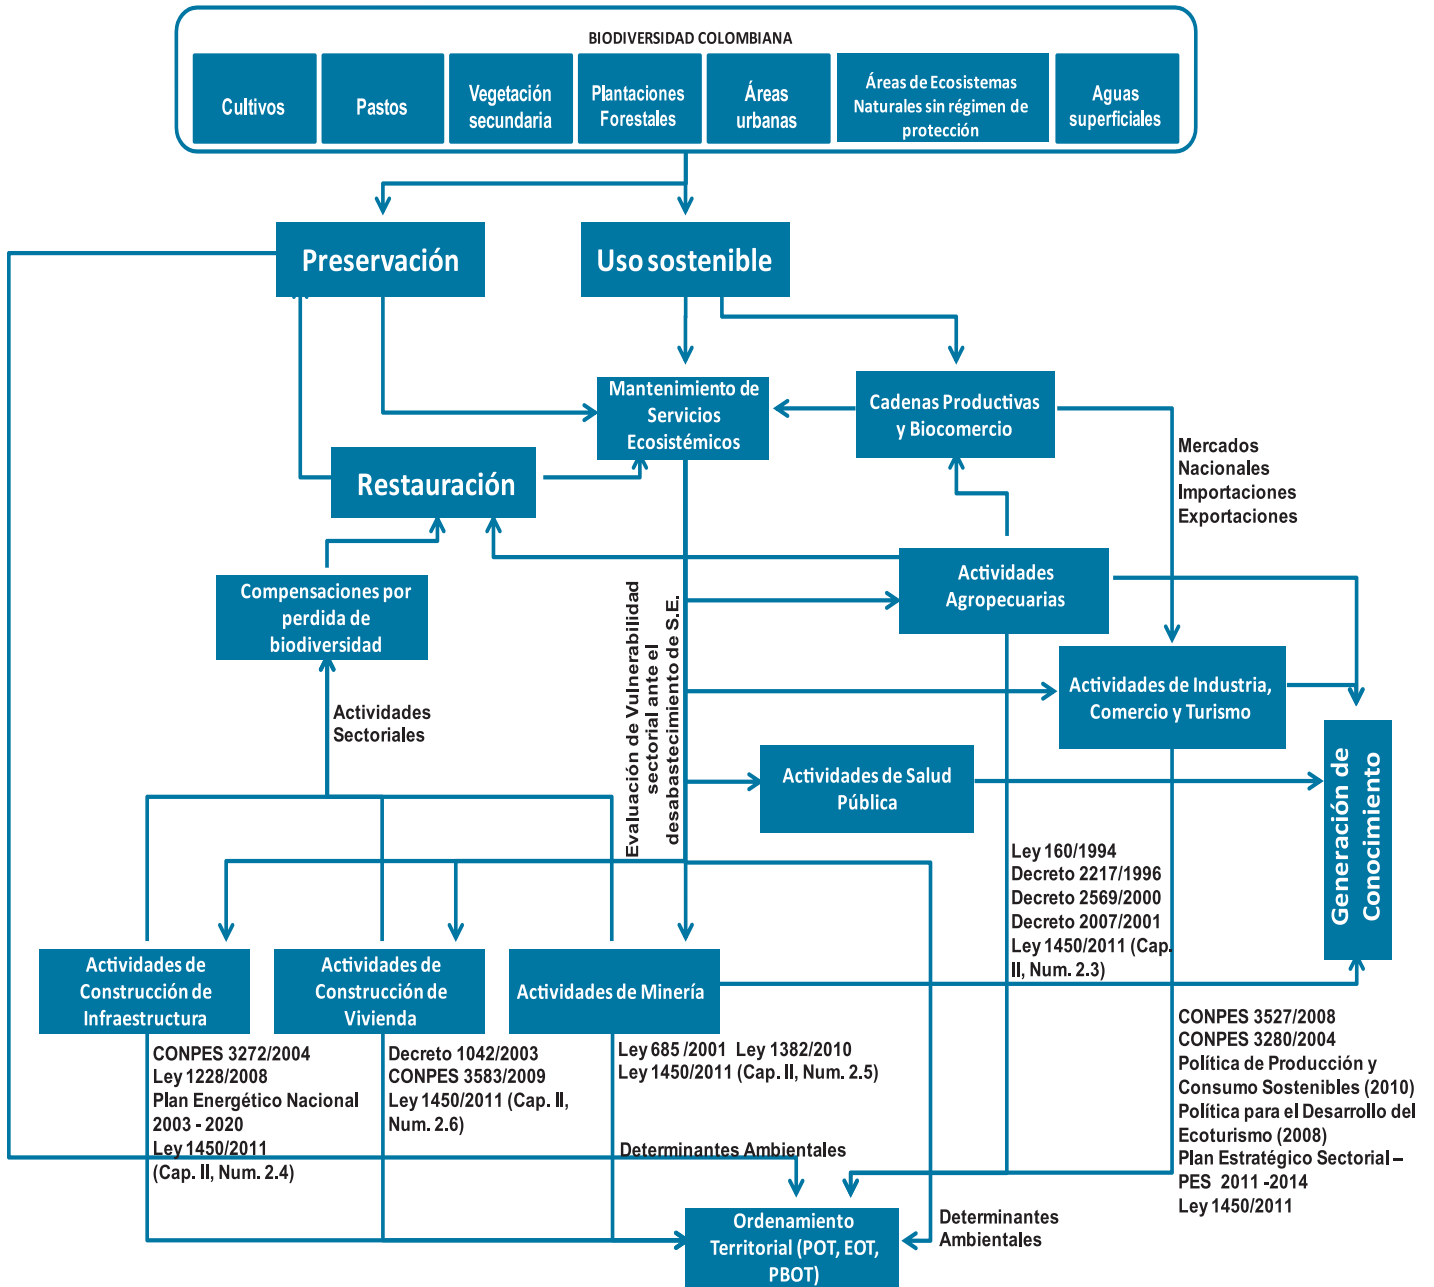 BIODIVERSIDAD COLOMBIANA
Cultivos
Pastos
Vegetación
secundaria
Plantaciones
Forestales
Áreas
urbanas
Áreas de Ecosistemas
Naturales sin régimen de
protección
Aguas
superficiales
Preservación
Uso sostenible
Mantenimiento de
Servicios
Ecosistémicos
Cadenas Productivas
y Biocomercio
Mercados
Nacionales
Importaciones
Exportaciones
Restauración
Compensaciones por
perdida de
biodiversidad
Actividades
Agropecuarias
Evaluación de Vulnerabilidad
sectorial ante el
desabastecimiento de S.E.
Actividades de Industria,
Comercio y Turismo
Actividades
Sectoriales
Actividades de Salud
Pública
Generación de
Conocimiento
Ley 160/1994
Decreto 2217/1996
Decreto 2569/2000
Decreto 2007/2001
Ley 1450/2011 (Cap.
II, Num. 2.3)
Actividades de
Construcción de
Infraestructura
Actividades de
Construcción de
Vivienda
Actividades de Minería
CONPES 3272/2004
Ley 1228/2008
Plan Energético Nacional
2003 - 2020
Ley 1450/2011
(Cap. II, Num. 2.4)
Decreto 1042/2003
CONPES 3583/2009
Ley 1450/2011 (Cap. II,
Num. 2.6)
Ley 685 /2001  Ley 1382/2010
Ley 1450/2011 (Cap. II, Num. 2.5)
CONPES 3527/2008
CONPES 3280/2004
Política de Producción y
Consumo Sostenibles (2010)
Política para el Desarrollo del
Ecoturismo (2008)
Plan Estratégico Sectorial –
PES  2011 -2014
Ley 1450/2011
Determinantes Ambientales
Ordenamiento
Territorial (POT, EOT,
PBOT)
Determinantes
Ambientales